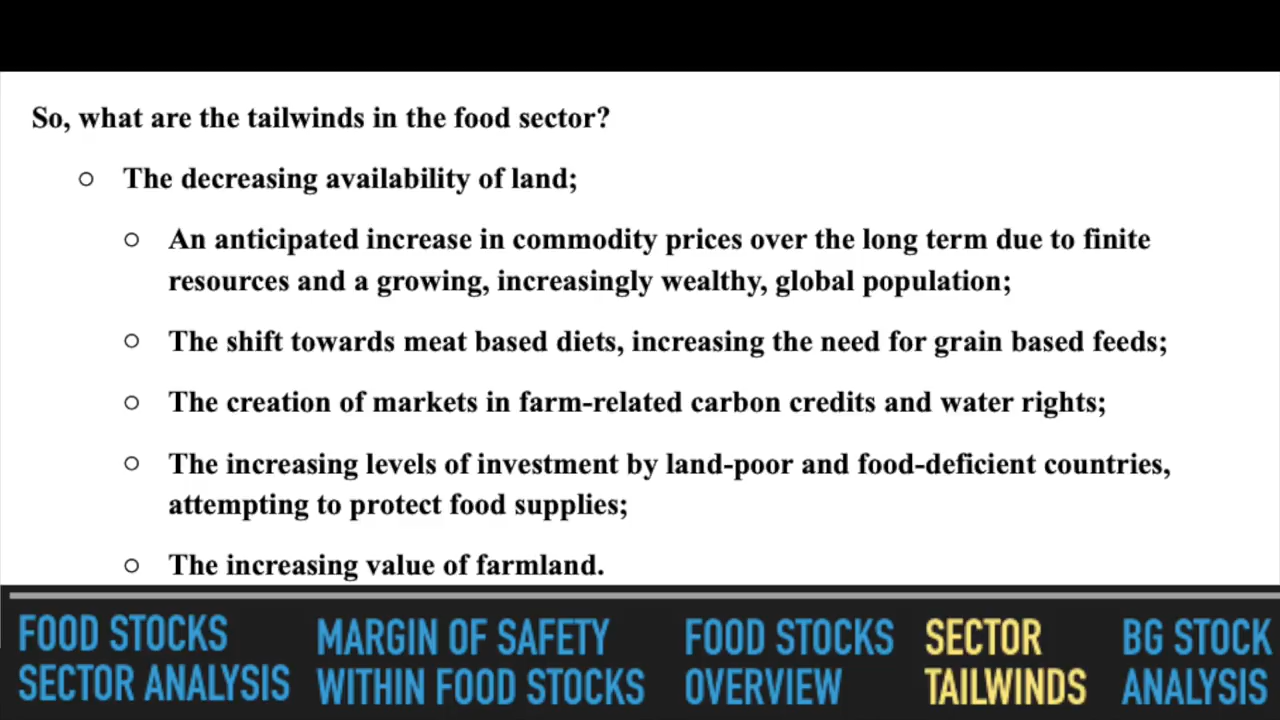 So, what are the tailwinds in the food sector?
○ The decreasing availability of land;
○ An anticipated increase in commodity prices over the long term due to finite
resources and a growing, increasingly wealthy, global population;
○ The shift towards meat based diets, increasing the need for grain based feeds;
○ The creation of markets in farm-related carbon credits and water rights;
○ The increasing levels of investment by land-poor and food-deficient countries,
attempting to protect food supplies;
○ The increasing value of farmland.
FOOD STOCKS
SECTOR ANALYSIS
MARGIN OF SAFETY
WITHIN FOOD STOCKS
FOOD STOCKS
OVERVIEW
SECTOR
TAILWINDS
BG STOCK
ANALYSIS